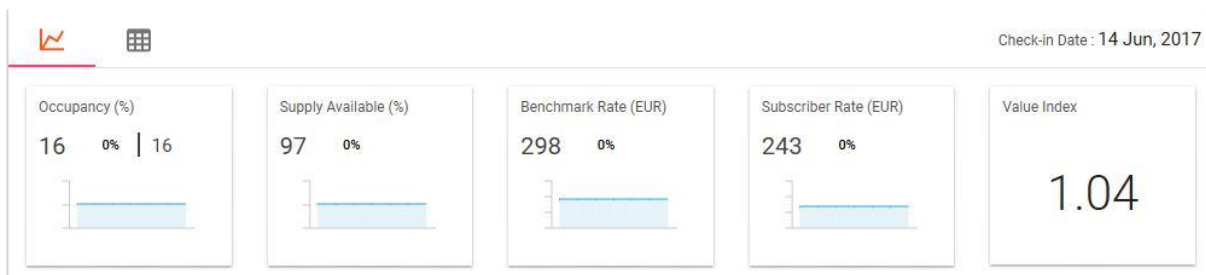 Check-in Date : 14 Jun, 2017
Occupancy (%)
16 0% | 16
Supply Available (%)
97 0%
Benchmark Rate (EUR)
298 0%
Subscriber Rate (EUR)
243 0%
Value Index
1.04